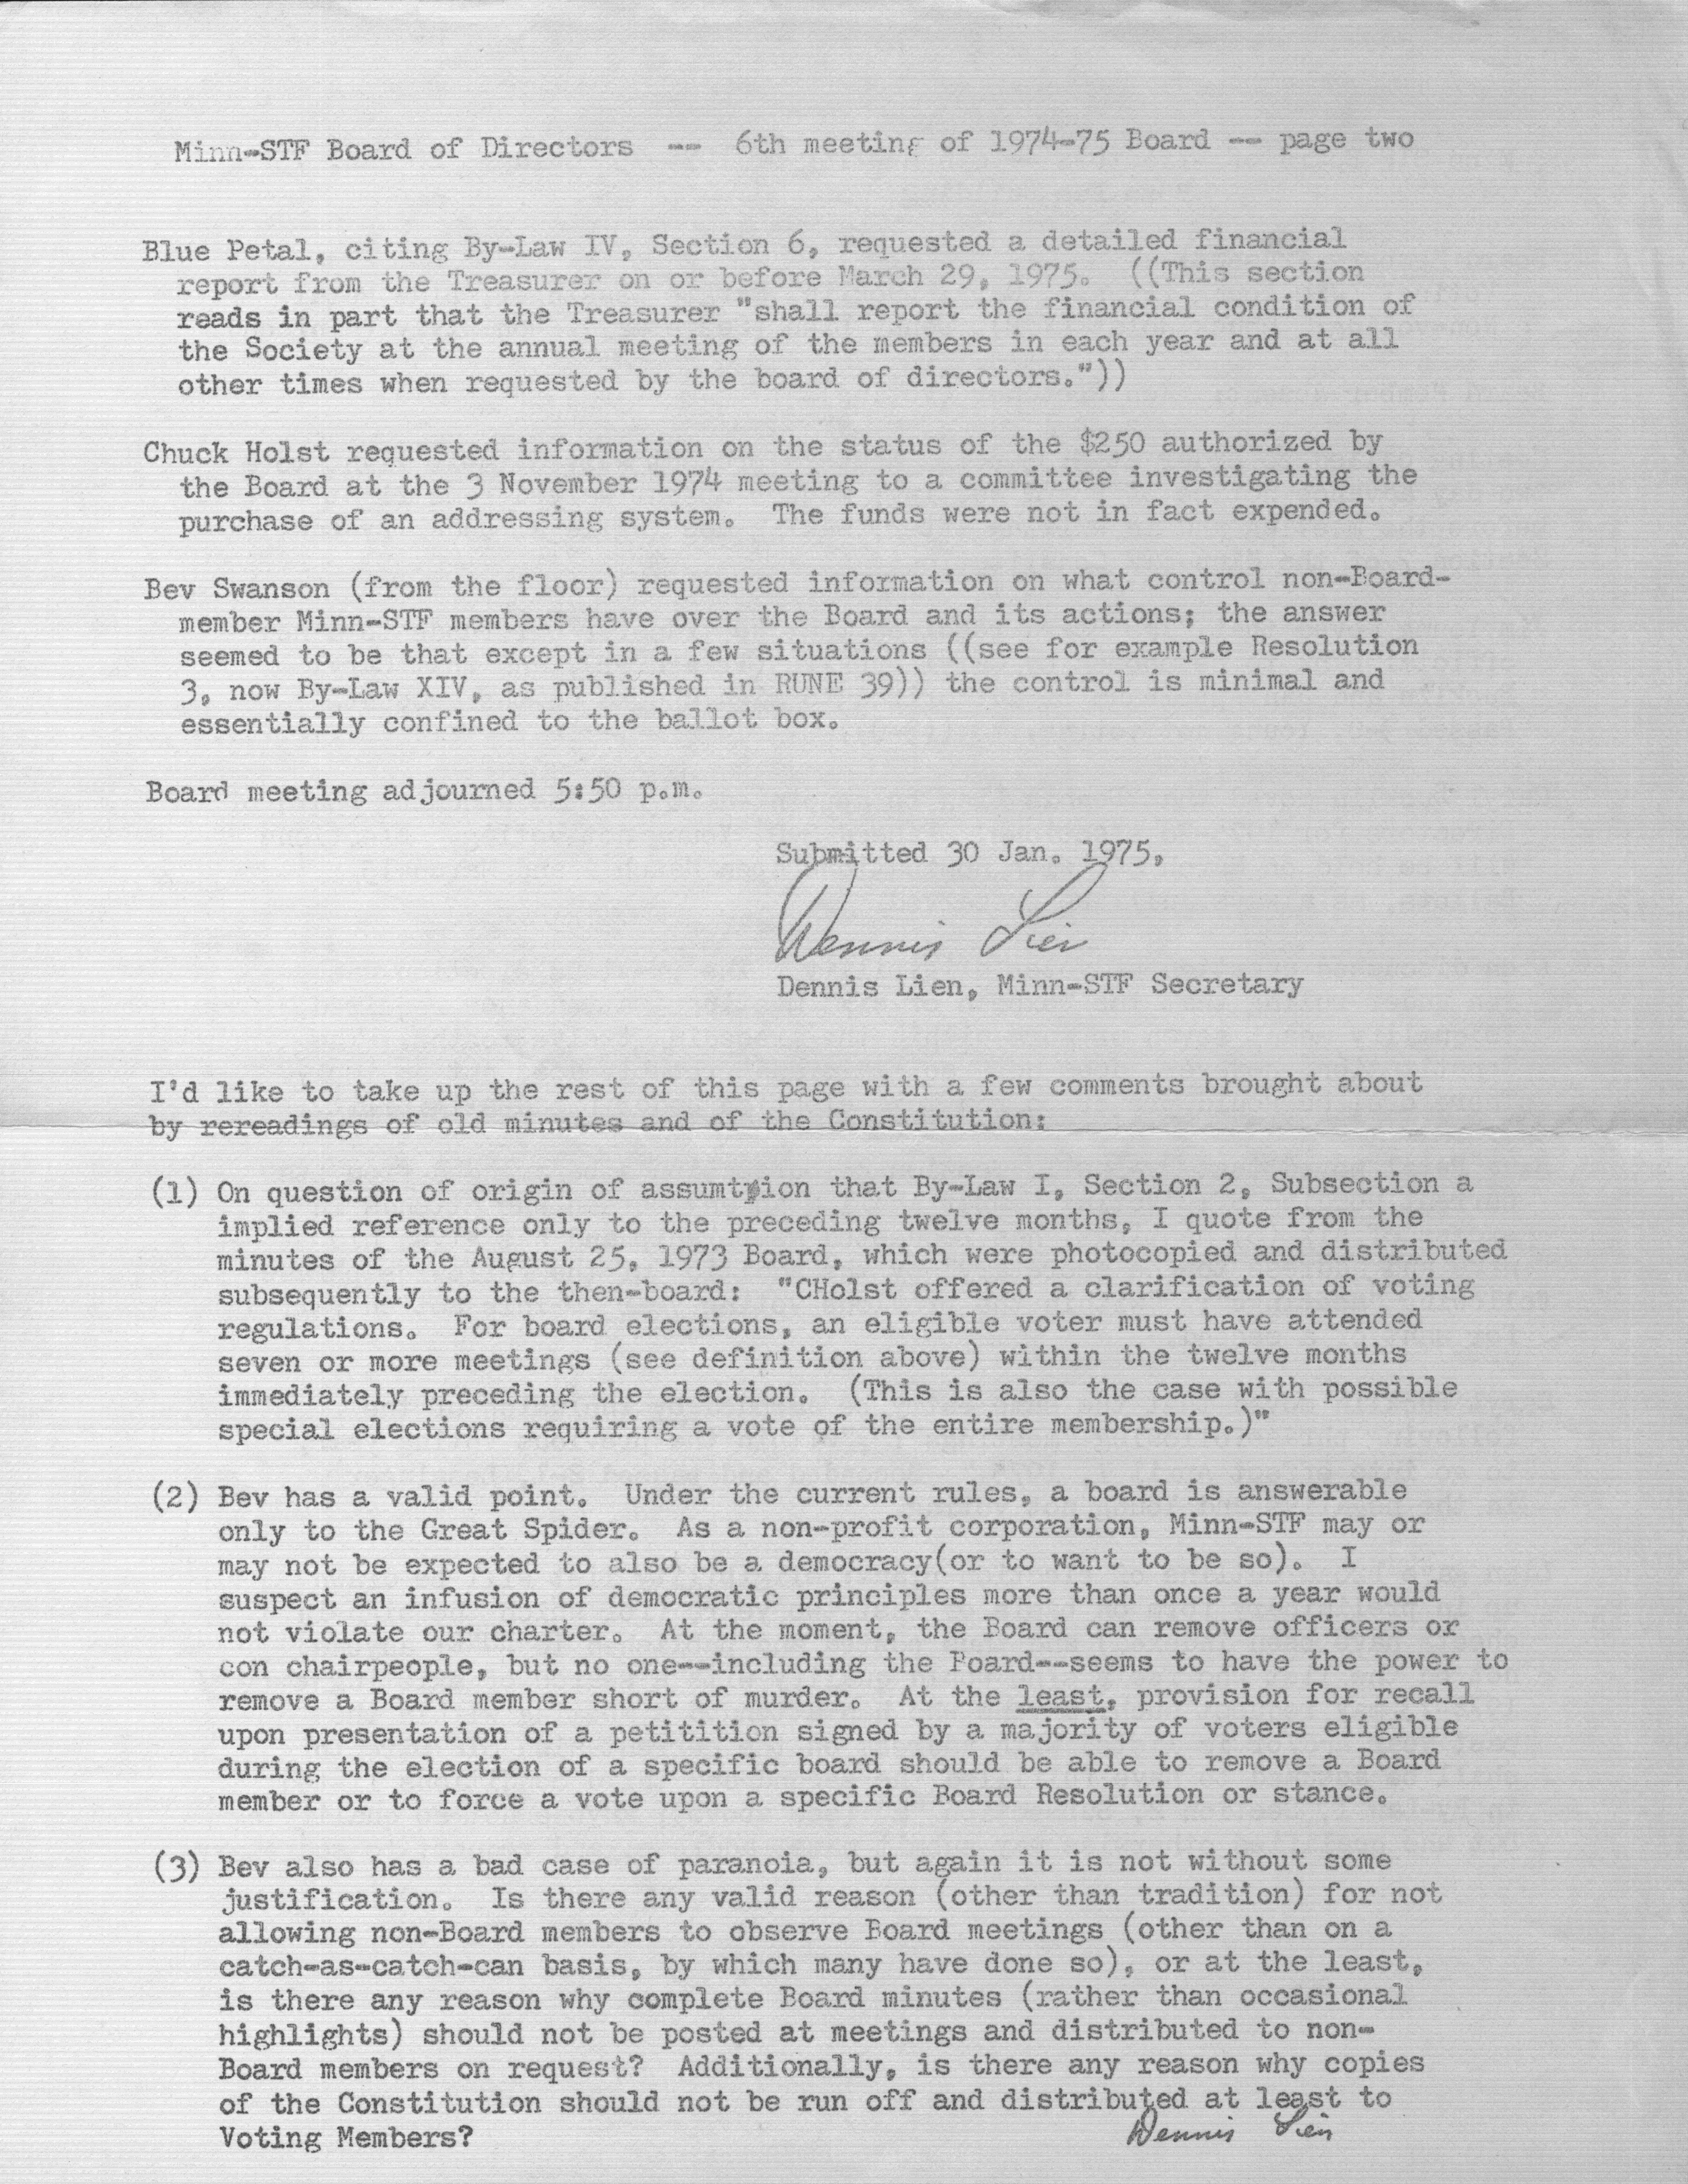 Minn-STF Board of Directors -- 6th meeting of 1974-75 Board -- page two
Blue Petal, citing By-Law IV, Section 6, requested a detailed financial
report from the Treasurer on or before March 29, 1975. ((This section
reads in part that the Treasurer "shall report the financial condition of
the Society at the annual meeting of the members in each year and at all
other times when requested by the board of directors."))
Chuck Holst requested information on the status of the $250 authorized by
the Board at the 3 November 1974 meeting to a committee investigating the
purchase of an addressing system. The funds were not in fact expended.
Bev Swanson (from the floor) requested information on what control non-Board-
member Minn-STF members have over the Board and its actions; the answer
seemed to be that except in a few situations ((see for example Resolution
3, now By-Law XIV, as published in RUNE 39)) the control is minimal and
essentially confined to the ballot box.
Board meeting adjourned 5:50 p.m.
Submitted 30 Jan. 1975,
Dennis Lien
Dennis Lien, Minn-STF Secretary
I'd like to take up the rest of this page with a few comments brought about
by rereadings of old minutes and of the Constitution:
(1) On question of origin of assumtpion that By-Law I, Section 2, Subsection a
implied reference only to the preceding twelve months, I quote from the
minutes of the August 25, 1973 Board, which were photocopied and distributed
subsequently to the then-board: "CHolst offered a clarification of voting
regulations. For board elections, an eligible voter must have attended
seven or more meetings (see definition above) within the twelve months
immediately preceding the election. (This is also the case with possible
special elections requiring a vote of the entire membership.)"
(2) Bev has a valid point. Under the current rules, a board is answerable
only to the Great Spider. As a non-profit corporation, Minn-STF may or
may not be expected to also be a democracy(or to want to be so). I
suspect an infusion of democratic principles more than once a year would
not violate our charter. At the moment, the Board can remove officers or
con chairpeople, but no one--including the Board--seems to have the power to
remove a Board member short of murder. At the least, provision for recall
upon presentation of a petitition signed by a majority of voters eligible
during the election of a specific board should be able to remove a Board
member or to force a vote upon a specific Board Resolution or stance.
(3) Bev also has a bad case of paranoia, but again it is not without some
justification. Is there any valid reason (other than tradition) for not
allowing non-Board members to observe Board meetings (other than on a
catch-as-catch-can basis, by which many have done so), or at the least,
is there any reason why complete Board minutes (rather than occasional
highlights) should not be posted at meetings and distributed to non-
Board members on request? Additionally, is there any reason why copies
of the Constitution should not be run off and distributed at least to
Voting Members?
Dennis Lien